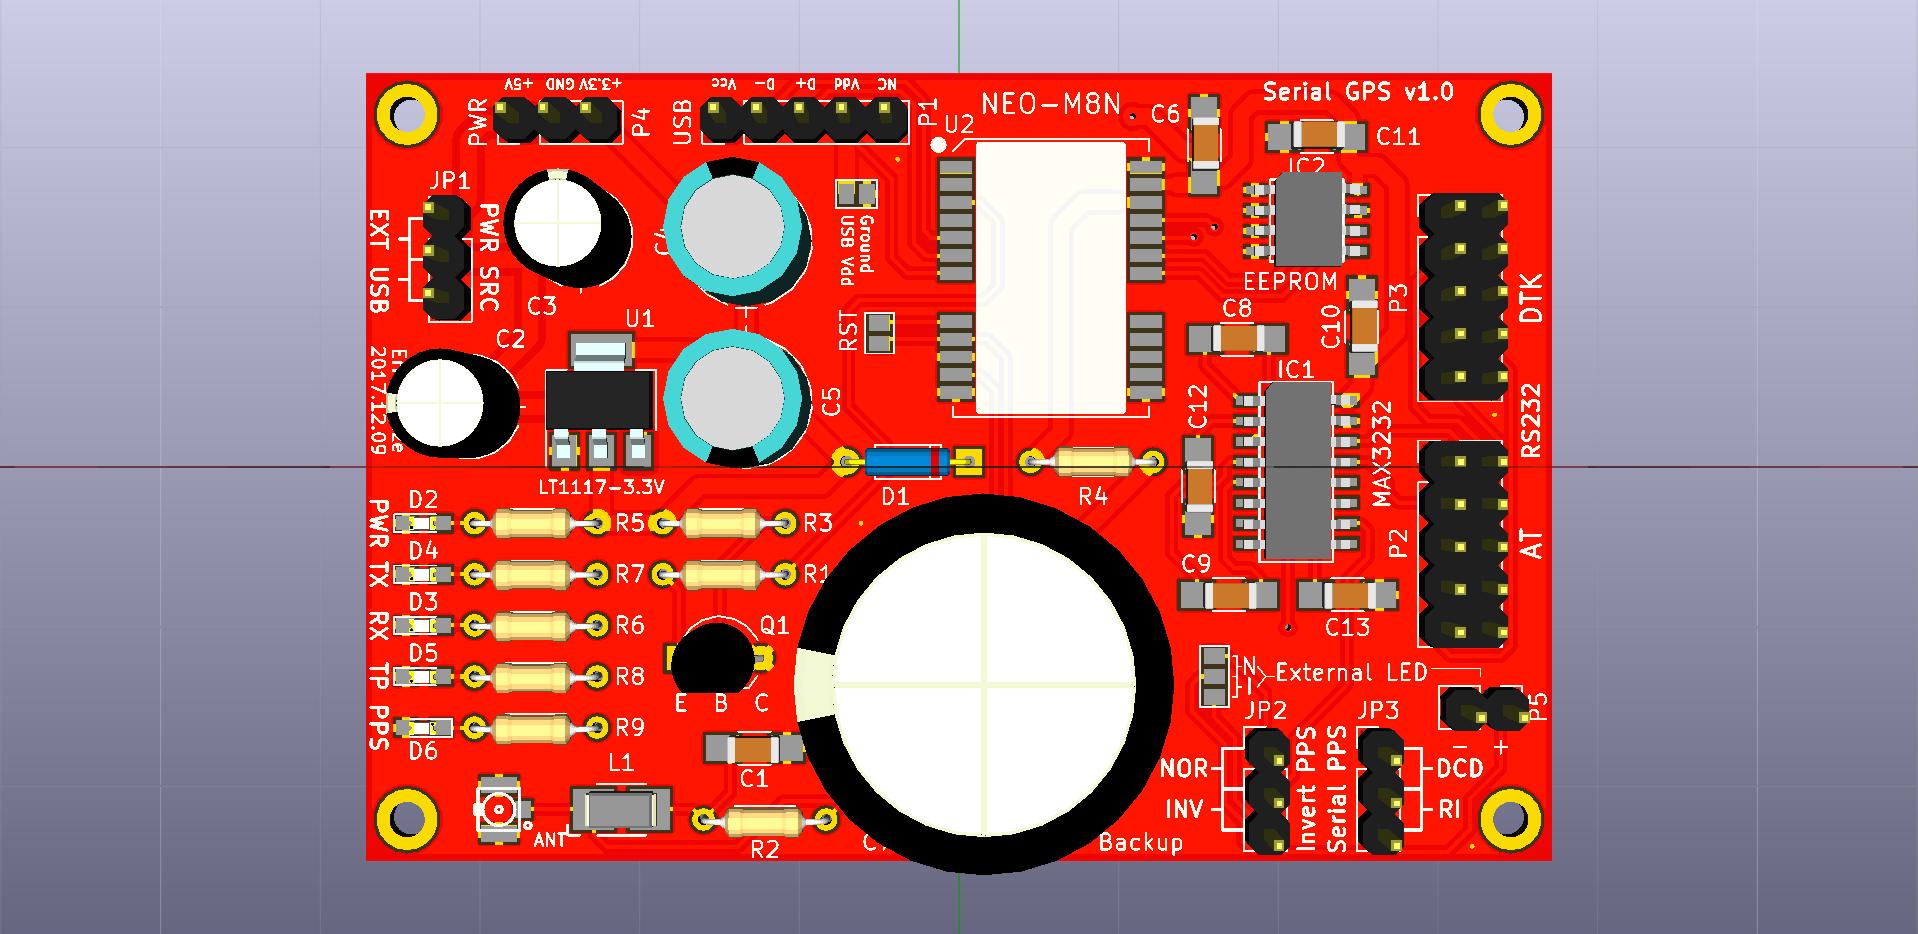 +5V GND +3.3V
PWR
P4
USB
Vcc D- D+ Vdd NC
P1
U2
NEO-M8N
C6
Serial GPS v1.0
C11
IC2
EEPROM
JP1
EXT USB
PWR SRC
C3
C4
USB Vdd
Ground
RST
C8
C10
P3
DTK
RS232
U1
C2
2017.12.09
LT1117-3.3V
C5
D1
R4
C12
IC1
MAX3232
P2
AT
C9
C13
PWR
D2
R5
R3
TX
D4
R7
R1
RX
D3
R6
TP
D5
R8
PPS
D6
R9
Q1
E B C
C1
L1
ANT
R2
Backup
N
I
External LED
P5
- +
JP2
JP3
NOR
INV
Invert PPS
Serial PPS
DCD
RI